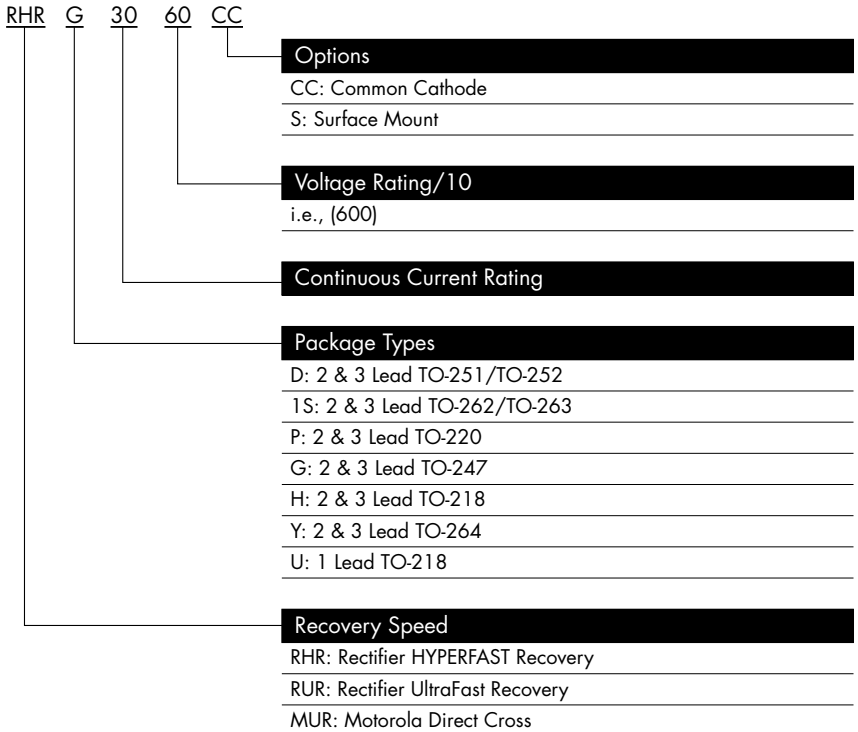 RHR G 30 60 CC
Options
CC: Common Cathode
S: Surface Mount
Voltage Rating/10
i.e., (600)
Continuous Current Rating
Package Types
D: 2 & 3 Lead TO-251/TO-252
1S: 2 & 3 Lead TO-262/TO-263
P: 2 & 3 Lead TO-220
G: 2 & 3 Lead TO-247
H: 2 & 3 Lead TO-218
Y: 2 & 3 Lead TO-264
U: 1 Lead TO-218
Recovery Speed
RHR: Rectifier HYPERFAST Recovery
RUR: Rectifier UltraFast Recovery
MUR: Motorola Direct Cross